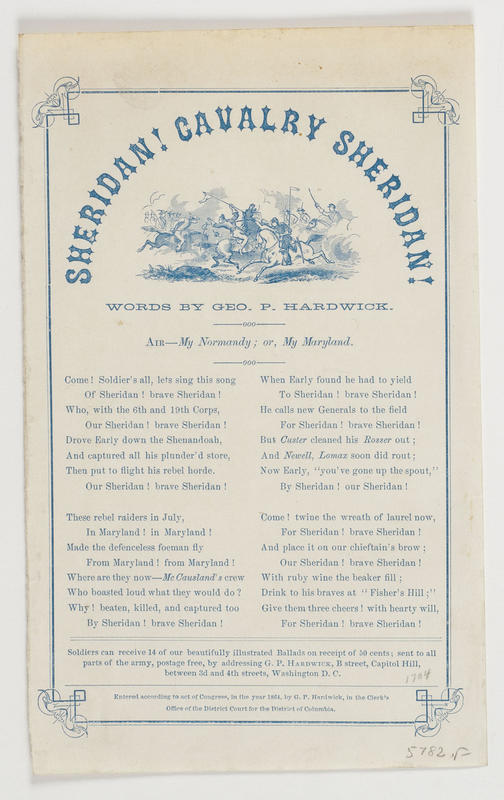 SHERIDAN! CAVALRY SHERIDAN!
WORDS BY GEO. P. HARDWICK.
AIR—My Normandy; or, My Maryland.
Come! Soldier's all, lets sing this song
Of Sheridan! brave Sheridan!
Who, with the 6th and 19th Corps,
Our Sheridan! brave Sheridan!
Drove Early down the Shenandoah,
And captured all his plunder'd store,
Then put to flight his rebel horde.
Our Sheridan! brave Sheridan!
These rebel raiders in July,
In Maryland! in Maryland!
Made the defenceless foeman fly
From Maryland! from Maryland!
Where are they now—Mc Causland's crew
Who boasted loud what they would do?
Why! beaten, killed, and captured too
By Sheridan! brave Sheridan!
When Early found he had to yield
To Sheridan! brave Sheridan!
He calls new Generals to the field
For Sheridan! brave Sheridan!
But Custer cleaned his Rosser out;
And Newell, Lomax soon did rout;
Now Early, "you've gone up the spout,"
By Sheridan! our Sheridan!
Come! twine the wreath of laurel now,
For Sheridan! brave Sheridan!
And place it on our chieftain's brow;
Our Sheridan! brave Sheridan!
With ruby wine the beaker fill;
Drink to his braves at "Fisher's Hill;"
Give them three cheers! with hearty will,
For Sheridan! brave Sheridan!
Soldiers can receive 14 of our beautifully illustrated Ballads on receipt of 50 cents; sent to all
parts of the army, postage free, by addressing G. P. HARDWICK, B street, Capitol Hill,
between 3d and 4th streets, Washington D. C.
Entered according to act of Congress, in the year 1864, by G. P. Hardwick, in the Clerk's
Office of the District Court for the District of Columbia.
5782